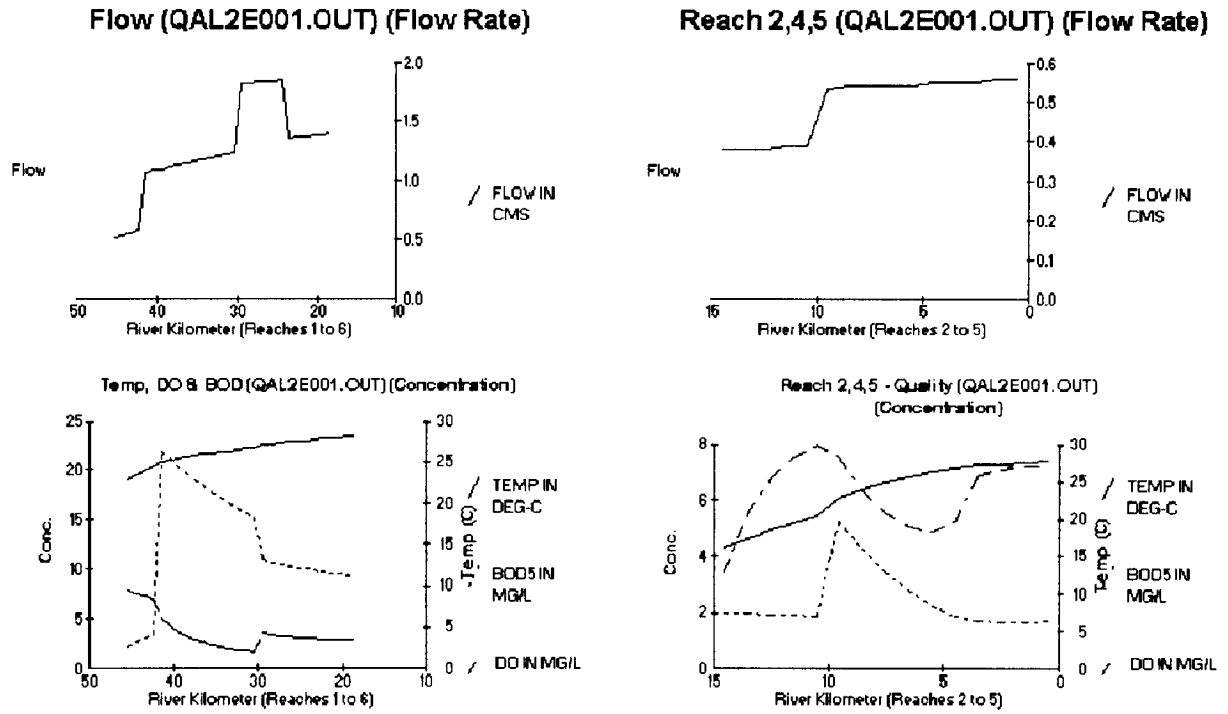 Flow (QAL2E001.OUT) (Flow Rate)
2.0
1.5
1.0
0.5
0.0
Flow
FLOW IN
CMS
50
40
30
20
10
River Kilometer (Reaches 1 to 6)
Reach 2,4,5 (QAL2E001.OUT) (Flow Rate)
0.6
0.5
0.4
0.3
0.2
0.1
0.0
Flow
FLOW IN
CMS
15
10
5
0
River Kilometer (Reaches 2 to 5)
Temp, DO & BOD (QAL2E001.OUT) (Concentration)
25
20
15
10
5
0
Conc.
30
25
20
15
10
5
0
Temp (C)
TEMP IN
DEG-C
BOD5 IN
MG/L
DO IN MG/L
50
40
30
20
10
River Kilometer (Reaches 1 to 6)
Reach 2,4,5 - Quality (QAL2E001.OUT)
(Concentration)
8
6
4
2
0
Conc.
30
25
20
15
10
5
0
Temp (C)
TEMP IN
DEG-C
BOD5 IN
MG/L
DO IN MG/L
15
10
5
0
River Kilometer (Reaches 2 to 5)